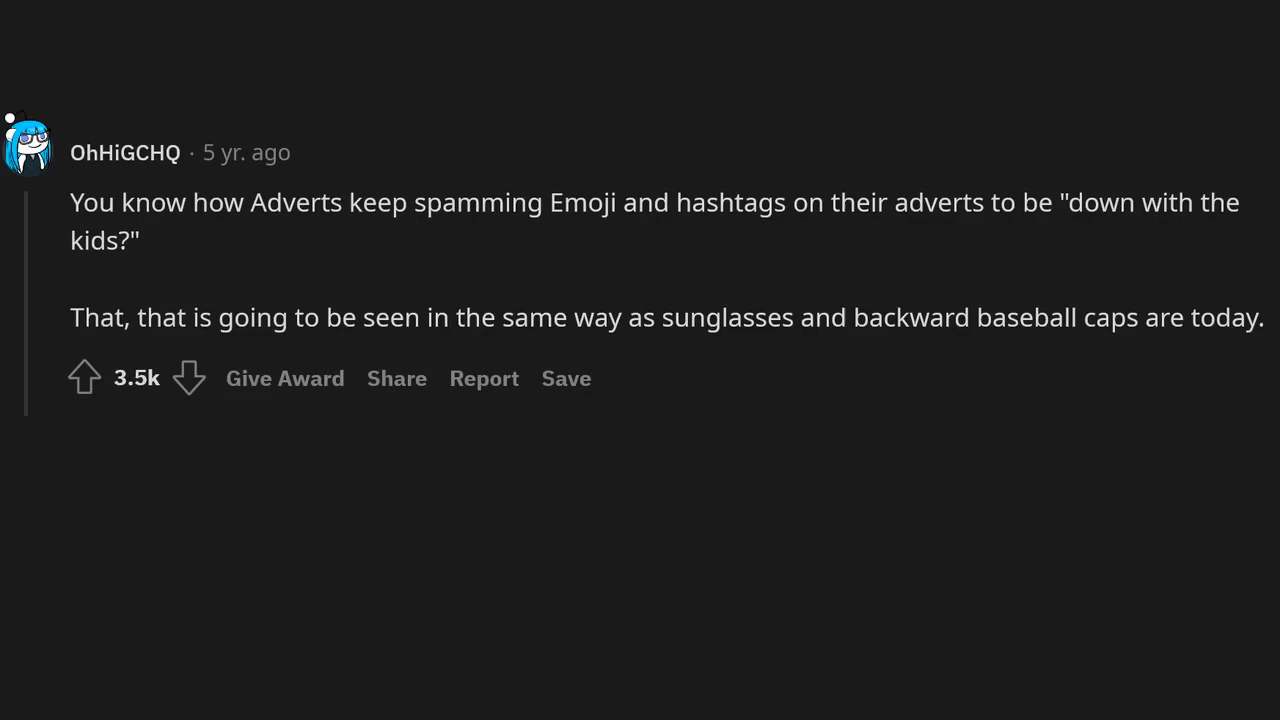 OhHiGCHQ · 5 yr. ago
You know how Adverts keep spamming Emoji and hashtags on their adverts to be "down with the
kids?"
That, that is going to be seen in the same way as sunglasses and backward baseball caps are today.
3.5k Give Award Share Report Save